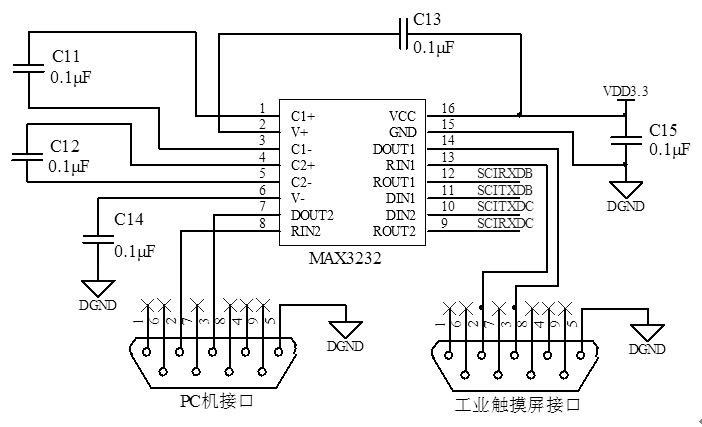 C13
0.1µF
C11
0.1µF
VDD3.3
1 C1+ VCC 16
2 V+ GND 15
3 C1- DOUT1 14
4 C2+ RIN1 13
5 C2- ROUT1 12 SCIRXDB
6 V- DIN1 11 SCITXDB
7 DOUT2 DIN2 10 SCITXDC
8 RIN2 ROUT2 9 SCIRXDC
MAX3232
C15
0.1µF
DGND
C12
0.1µF
C14
0.1µF
DGND
1 6 2 7 3 8 4 9 5
DGND
PC机接口
1 6 2 7 3 8 4 9 5
DGND
工业触摸屏接口